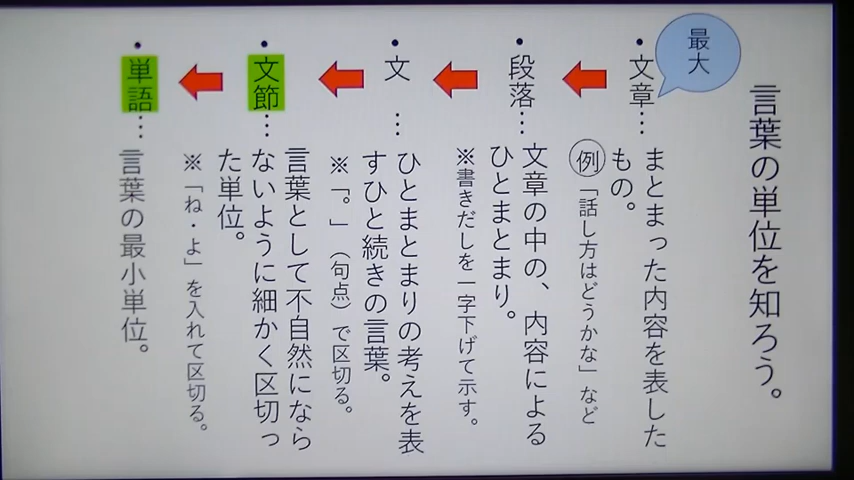 言葉の単位を知ろう。
最大
・文章…まとまった内容を表した
もの。
例「話し方はどうかな」など
・段落…文章の中の、内容による
ひとまとまり。
※書きだしを一字下げて示す。
・文 …ひとまとまりの考えを表
すひと続きの言葉。
※「。」（句点）で区切る。
・文節…言葉として不自然になら
ないように細かく区切っ
た単位。
※「ね・よ」を入れて区切る。
・単語…言葉の最小単位。